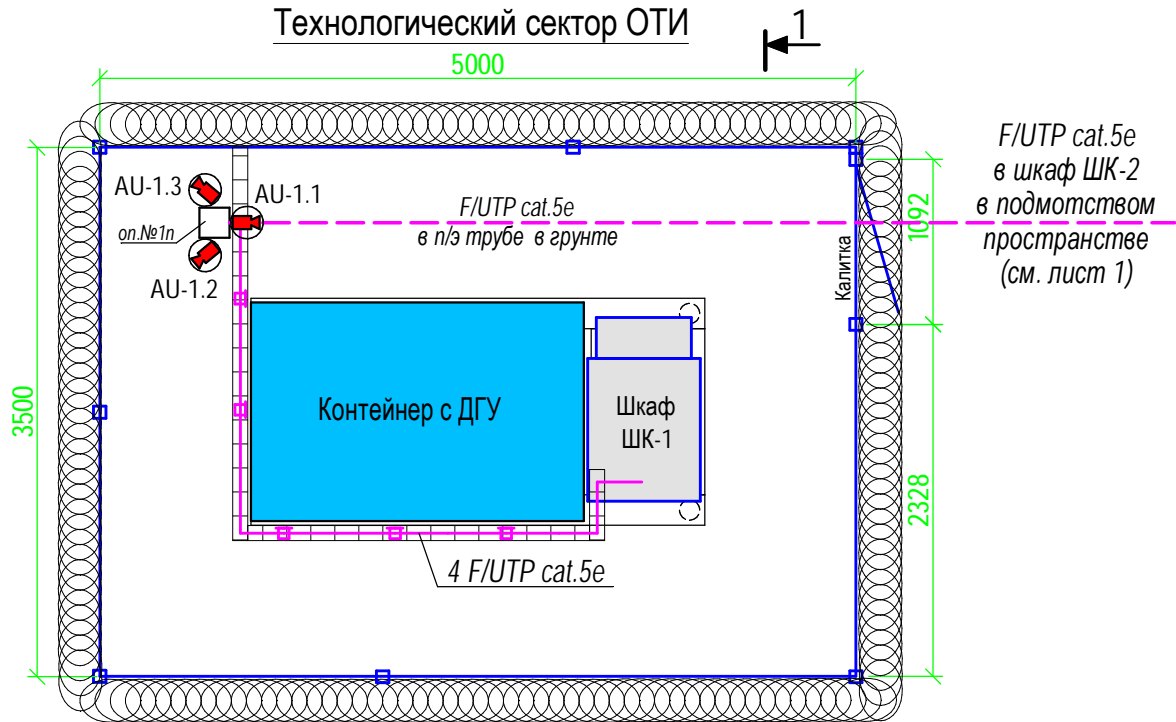 Технологический сектор ОТИ
1
5000
F/UTP cat.5e
в шкаф ШК-2
в подмотством
пространстве
(см. лист 1)
AU-1.3
AU-1.1
оп.№1п
AU-1.2
F/UTP cat.5e
в п/э трубе в грунте
1092
Калитка
3500
Контейнер с ДГУ
Шкаф
ШК-1
2328
4 F/UTP cat.5e